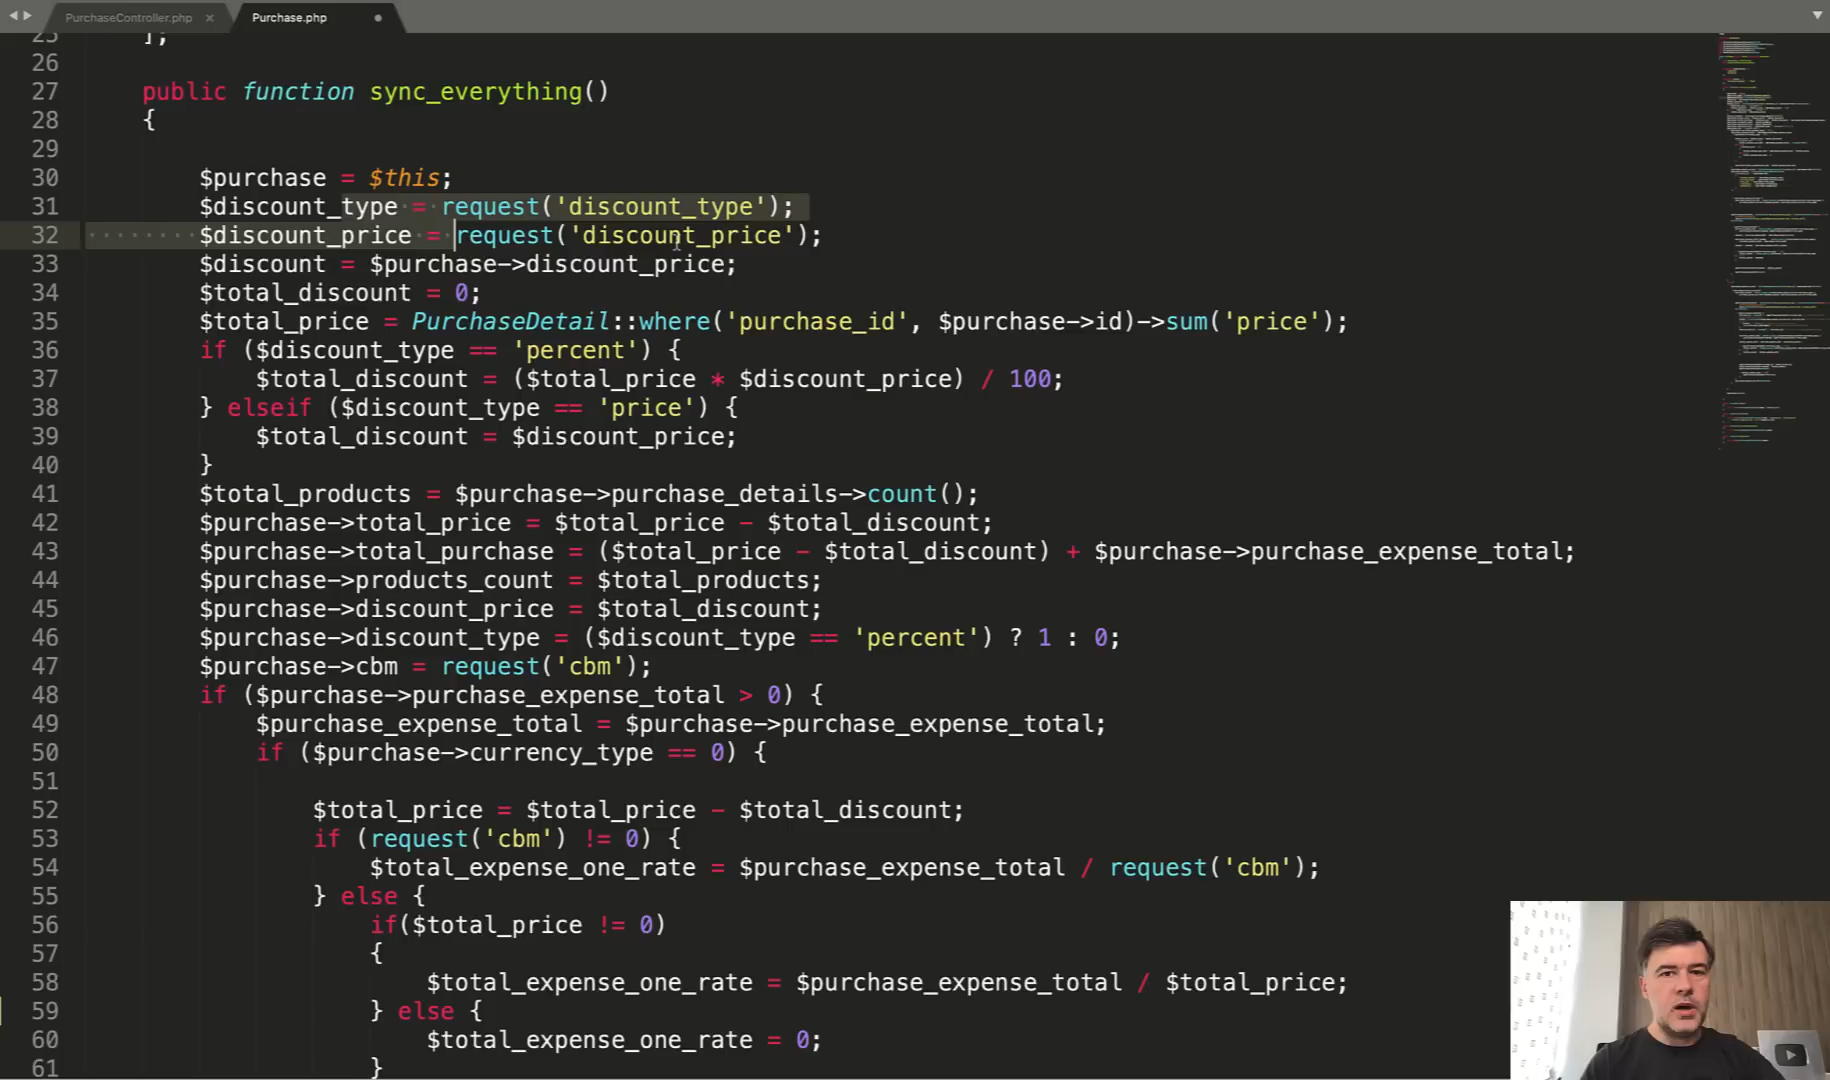 PurchaseController.php ×
Purchase.php
25 ];
26
27 public function sync_everything()
28 {
29
30 $purchase = $this;
31 $discount_type = request('discount_type');
32 $discount_price = request('discount_price');
33 $discount = $purchase->discount_price;
34 $total_discount = 0;
35 $total_price = PurchaseDetail::where('purchase_id', $purchase->id)->sum('price');
36 if ($discount_type == 'percent') {
37 $total_discount = ($total_price * $discount_price) / 100;
38 } elseif ($discount_type == 'price') {
39 $total_discount = $discount_price;
40 }
41 $total_products = $purchase->purchase_details->count();
42 $purchase->total_price = $total_price - $total_discount;
43 $purchase->total_purchase = ($total_price - $total_discount) + $purchase->purchase_expense_total;
44 $purchase->products_count = $total_products;
45 $purchase->discount_price = $total_discount;
46 $purchase->discount_type = ($discount_type == 'percent') ? 1 : 0;
47 $purchase->cbm = request('cbm');
48 if ($purchase->purchase_expense_total > 0) {
49 $purchase_expense_total = $purchase->purchase_expense_total;
50 if ($purchase->currency_type == 0) {
51
52 $total_price = $total_price - $total_discount;
53 if (request('cbm') != 0) {
54 $total_expense_one_rate = $purchase_expense_total / request('cbm');
55 } else {
56 if($total_price != 0)
57 {
58 $total_expense_one_rate = $purchase_expense_total / $total_price;
59 } else {
60 $total_expense_one_rate = 0;
61 }